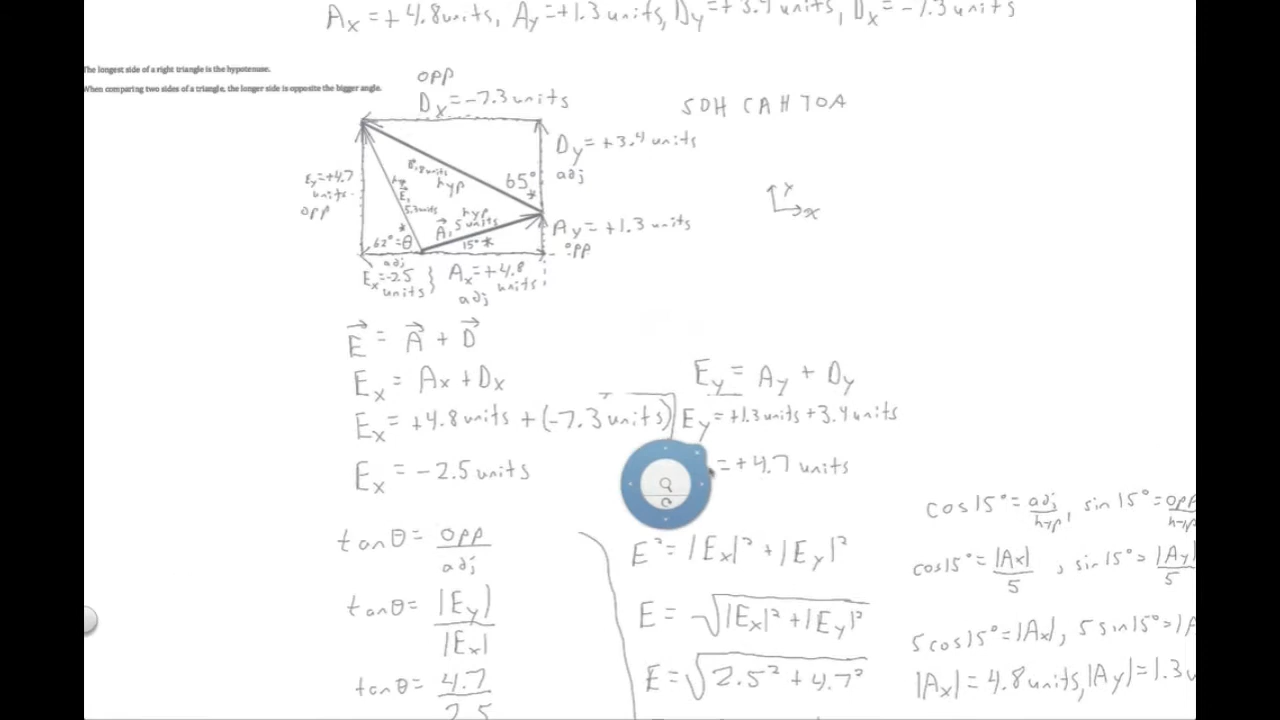 Ax = + 4.8 units, Ay = +1.3 units, Dy = + 3.4 units, Dx = - 7.3 units
The longest side of a right triangle is the hypotenuse.
When comparing two sides of a triangle, the longer side is opposite the bigger angle.
opp
Dx = -7.3 units
SOH CAH TOA
Dy = +3.4 units
adj
Ey = +4.7
units
opp
8.8 units
hyp
65°
*
hyp
E,
5.3 units
y
x
hyp
A, 5 units
Ay = +1.3 units
opp
62° = θ
*
15° *
adj
Ex = -2.5
units
Ax = +4.8
units
adj
E = A + D
Ex = Ax + Dx
Ey = Ay + Dy
Ex = +4.8 units + (-7.3 units)
Ey = +1.3 units + 3.4 units
Ex = -2.5 units
= +4.7 units
cos 15° = adj/hyp, sin 15° = opp/hyp
tan θ = opp/adj
E² = |Ex|² + |Ey|²
cos 15° = |Ax|/5, sin 15° = |Ay|/5
tan θ = |Ey|/|Ex|
E = √|Ex|² + |Ey|²
5 cos 15° = |Ax|, 5 sin 15° = |A
tan θ = 4.7/2.5
E = √2.5² + 4.7²
|Ax| = 4.8 units, |Ay| = 1.3 u